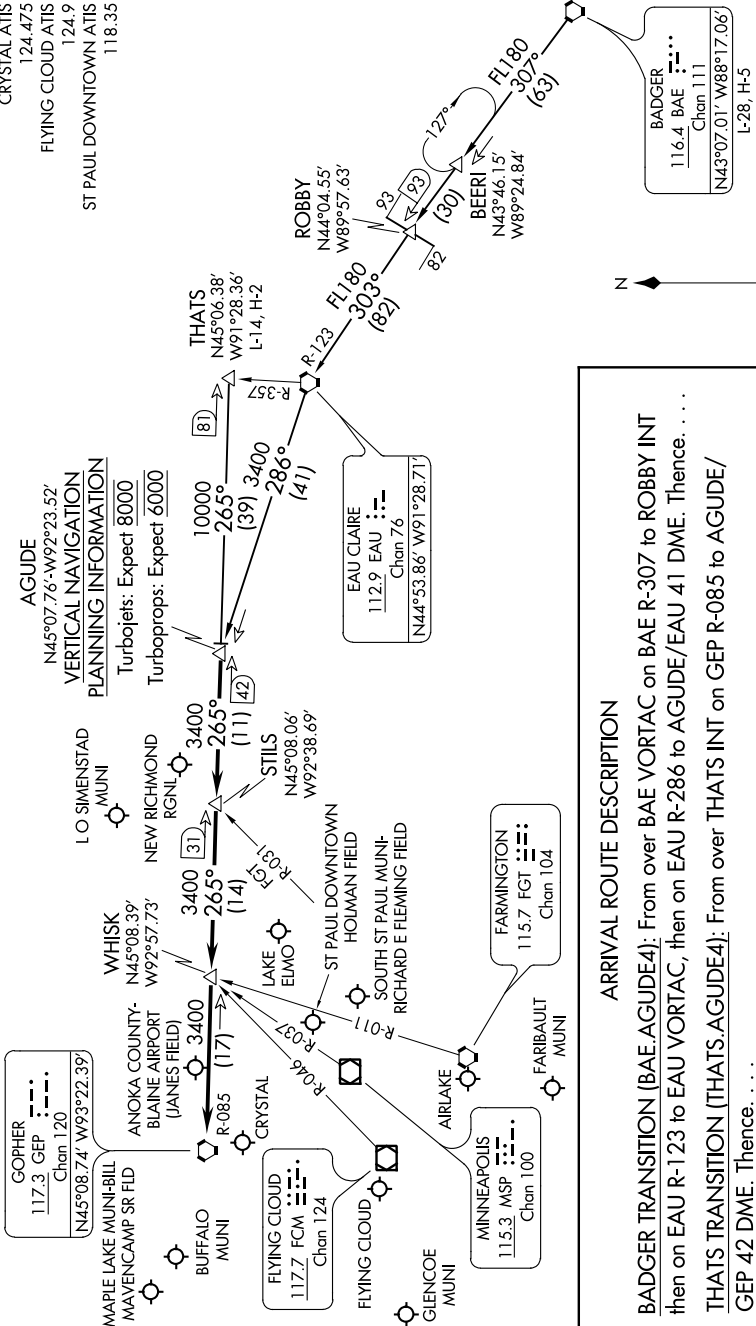 CRYSTAL ATIS
124.475
FLYING CLOUD ATIS
124.9
ST PAUL DOWNTOWN ATIS
118.35
AGUDE
N45°07.76'-W92°23.52'
VERTICAL NAVIGATION
PLANNING INFORMATION
Turbojets: Expect 8000
Turboprops: Expect 6000
THATS
N45°06.38'
W91°28.36'
L-14, H-2
ROBBY
N44°04.55'
W89°57.63'
BEERI
N43°46.15'
W89°24.84'
BADGER
116.4 BAE
Chan 111
N43°07.01' W88°17.06'
L-28, H-5
FL180
307°
(63)
127°
(30)
93
93
82
FL180
303°
(82)
R-123
R-357
81
10000
265°
(39)
3400
286°
(41)
EAU CLAIRE
112.9 EAU
Chan 76
N44°53.86' W91°28.71'
42
3400
265°
(11)
STILS
N45°08.06'
W92°38.69'
31
3400
265°
(14)
FGT
R-031
WHISK
N45°08.39'
W92°57.73'
3400
(17)
R-085
R-046
R-037
R-011
GOPHER
117.3 GEP
Chan 120
N45°08.74' W93°22.39'
LO SIMENSTAD
MUNI
NEW RICHMOND
RGNL
LAKE
ELMO
ST PAUL DOWNTOWN
HOLMAN FIELD
SOUTH ST PAUL MUNI-
RICHARD E FLEMING FIELD
ANOKA COUNTY-
BLAINE AIRPORT
(JANES FIELD)
CRYSTAL
MAPLE LAKE MUNI-BILL
MAVENCAMP SR FLD
BUFFALO
MUNI
FLYING CLOUD
117.7 FCM
Chan 124
FLYING CLOUD
GLENCOE
MUNI
MINNEAPOLIS
115.3 MSP
Chan 100
FARMINGTON
115.7 FGT
Chan 104
AIRLAKE
FARIBAULT
MUNI
N
ARRIVAL ROUTE DESCRIPTION
BADGER TRANSITION (BAE.AGUDE4): From over BAE VORTAC on BAE R-307 to ROBBY INT
then on EAU R-123 to EAU VORTAC, then on EAU R-286 to AGUDE/EAU 41 DME. Thence. . . .
THATS TRANSITION (THATS.AGUDE4): From over THATS INT on GEP R-085 to AGUDE/
GEP 42 DME. Thence. . . .